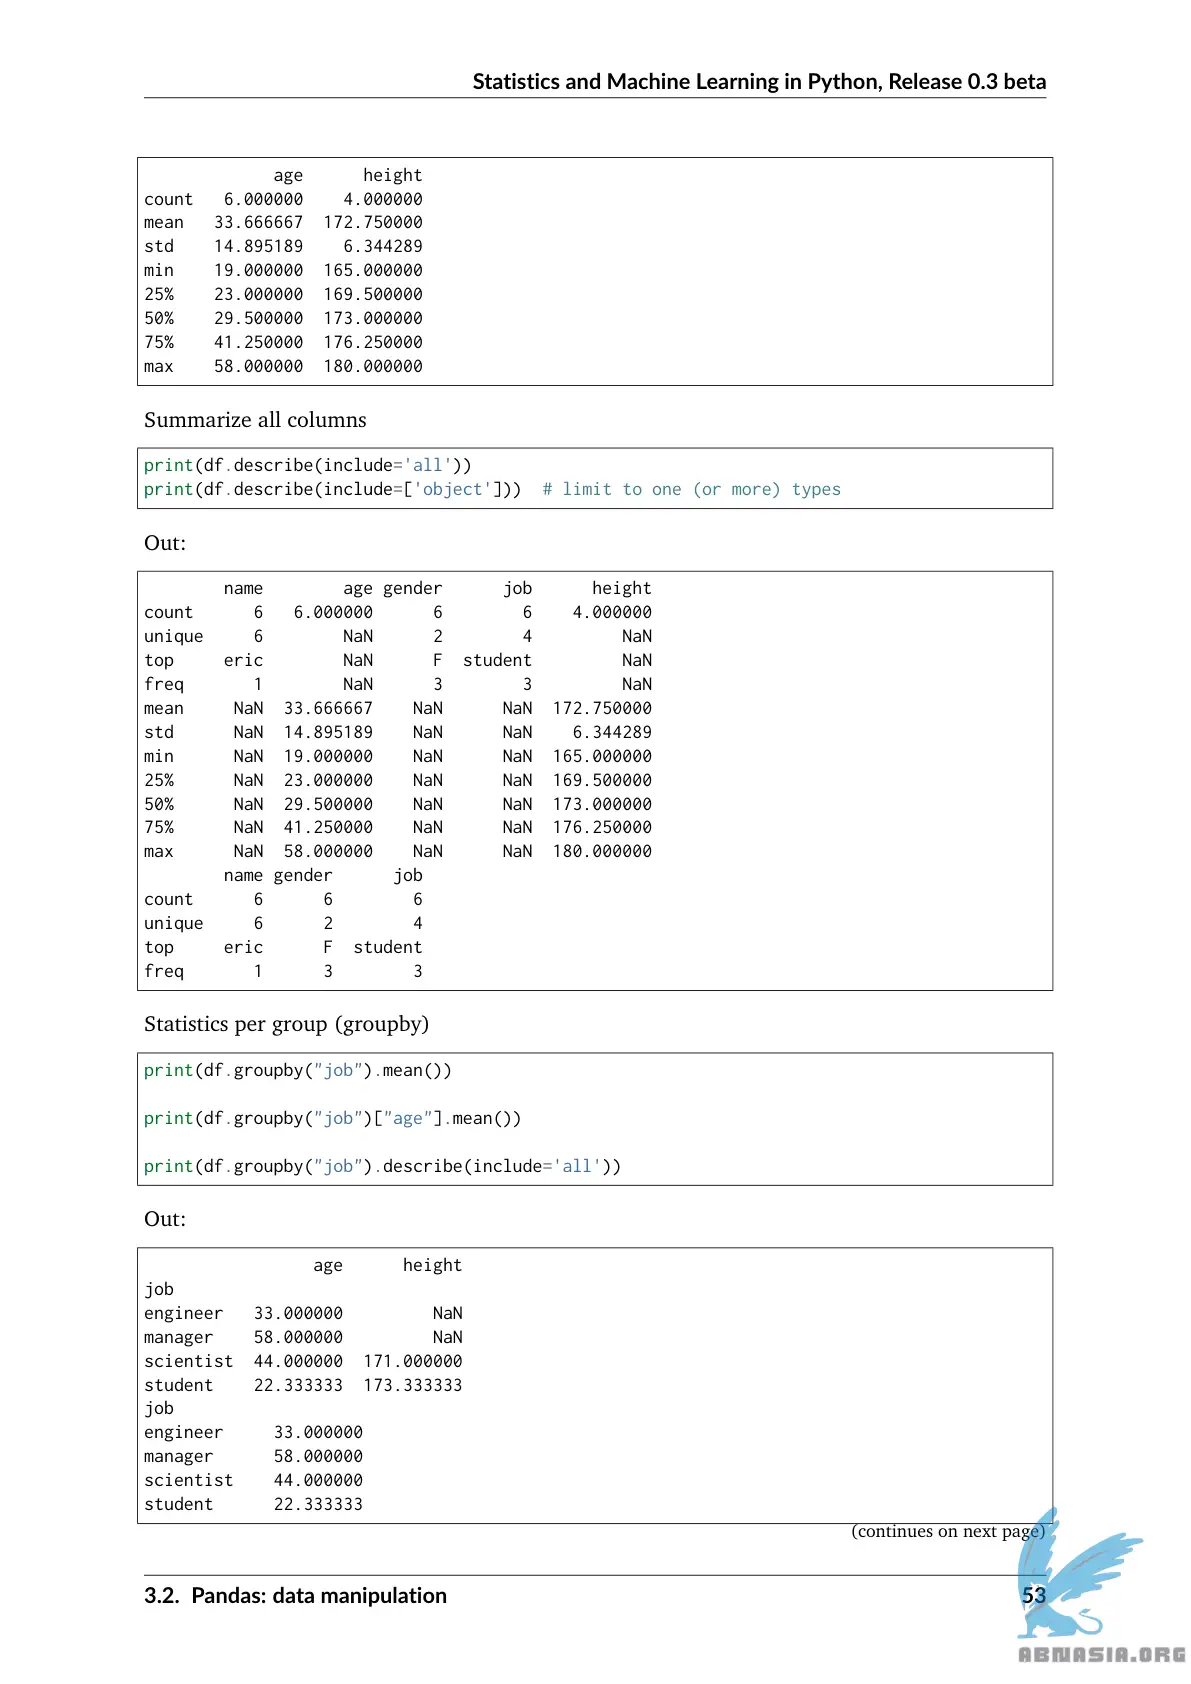 Statistics and Machine Learning in Python, Release 0.3 beta
             age      height
count   6.000000    4.000000
mean   33.666667  172.750000
std    14.895189    6.344289
min    19.000000  165.000000
25%    23.000000  169.500000
50%    29.500000  173.000000
75%    41.250000  176.250000
max    58.000000  180.000000
Summarize all columns
print(df.describe(include='all'))
print(df.describe(include=['object']))  # limit to one (or more) types
Out:
        name        age gender      job      height
count      6   6.000000      6        6    4.000000
unique     6        NaN      2        4         NaN
top     eric        NaN      F  student         NaN
freq       1        NaN      3        3         NaN
mean     NaN  33.666667    NaN      NaN  172.750000
std      NaN  14.895189    NaN      NaN    6.344289
min      NaN  19.000000    NaN      NaN  165.000000
25%      NaN  23.000000    NaN      NaN  169.500000
50%      NaN  29.500000    NaN      NaN  173.000000
75%      NaN  41.250000    NaN      NaN  176.250000
max      NaN  58.000000    NaN      NaN  180.000000
        name gender      job
count      6      6        6
unique     6      2        4
top     eric      F  student
freq       1      3        3
Statistics per group (groupby)
print(df.groupby("job").mean())
print(df.groupby("job")["age"].mean())
print(df.groupby("job").describe(include='all'))
Out:
                 age      height
job
engineer   33.000000         NaN
manager    58.000000         NaN
scientist  44.000000  171.000000
student    22.333333  173.333333
job
engineer     33.000000
manager      58.000000
scientist    44.000000
student      22.333333
(continues on next page)
3.2. Pandas: data manipulation 53
ABNASIA.ORG